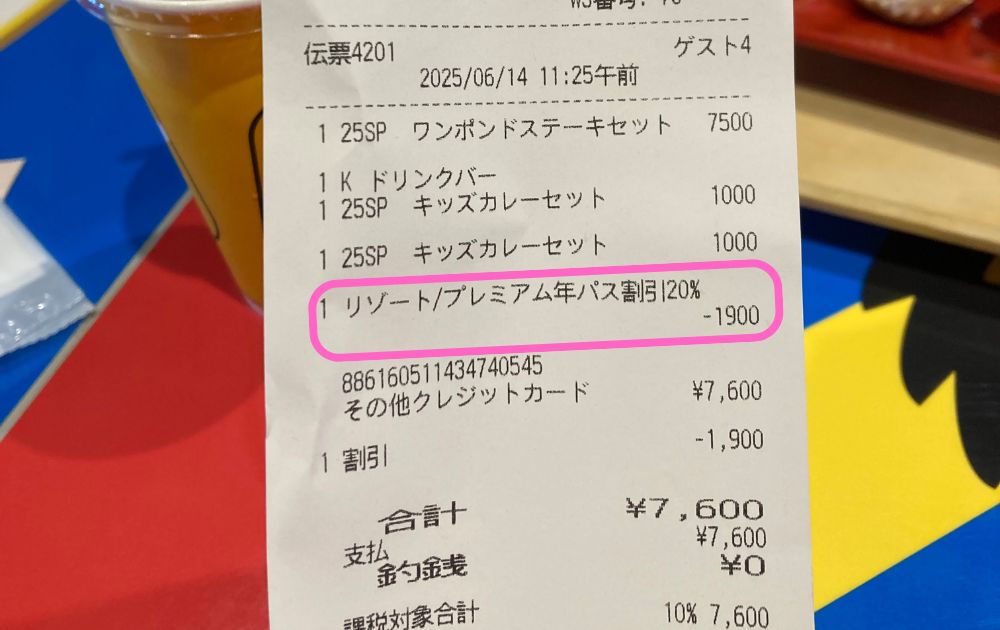 伝票4201 ゲスト4
2025/06/14 11:25午前
1 25SP ワンポンドステーキセット 7500
1 K ドリンクバー
1 25SP キッズカレーセット 1000
1 25SP キッズカレーセット 1000
1 リゾート/プレミアム年パス割引20%
-1900
886160511434740545
その他クレジットカード ¥7,600
1 割引 -1,900
合計 ¥7,600
支払 ¥7,600
釣銭 ¥0
課税対象合計 10% 7,600